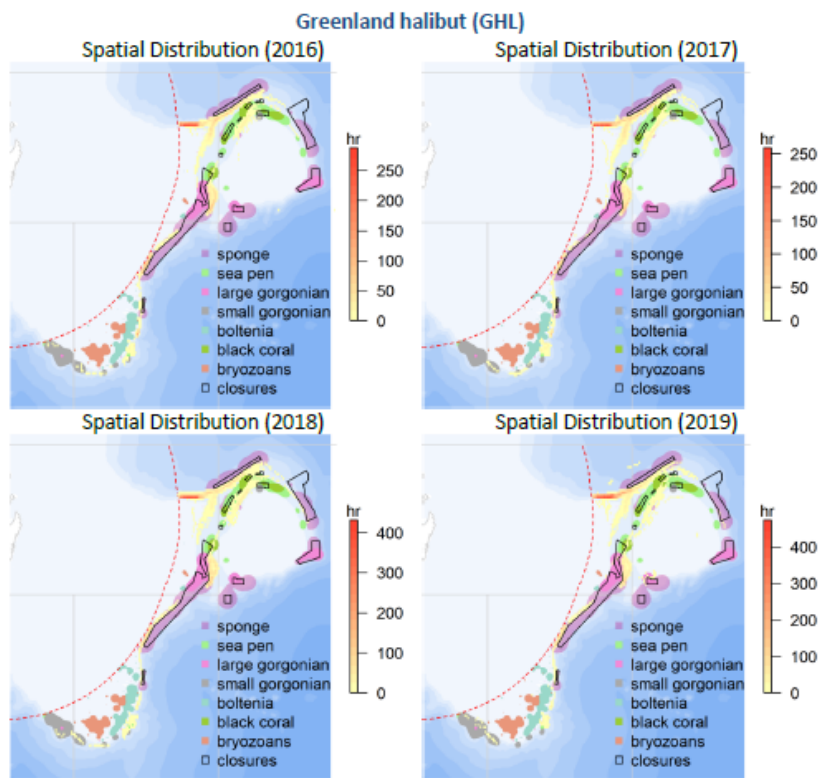 Greenland halibut (GHL)
Spatial Distribution (2016)
hr
250
200
150
100
50
0
sponge
sea pen
large gorgonian
small gorgonian
boltenia
black coral
bryozoans
closures
Spatial Distribution (2017)
hr
250
200
150
100
50
0
sponge
sea pen
large gorgonian
small gorgonian
boltenia
black coral
bryozoans
closures
Spatial Distribution (2018)
hr
400
300
200
100
0
sponge
sea pen
large gorgonian
small gorgonian
boltenia
black coral
bryozoans
closures
Spatial Distribution (2019)
hr
400
300
200
100
0
sponge
sea pen
large gorgonian
small gorgonian
boltenia
black coral
bryozoans
closures